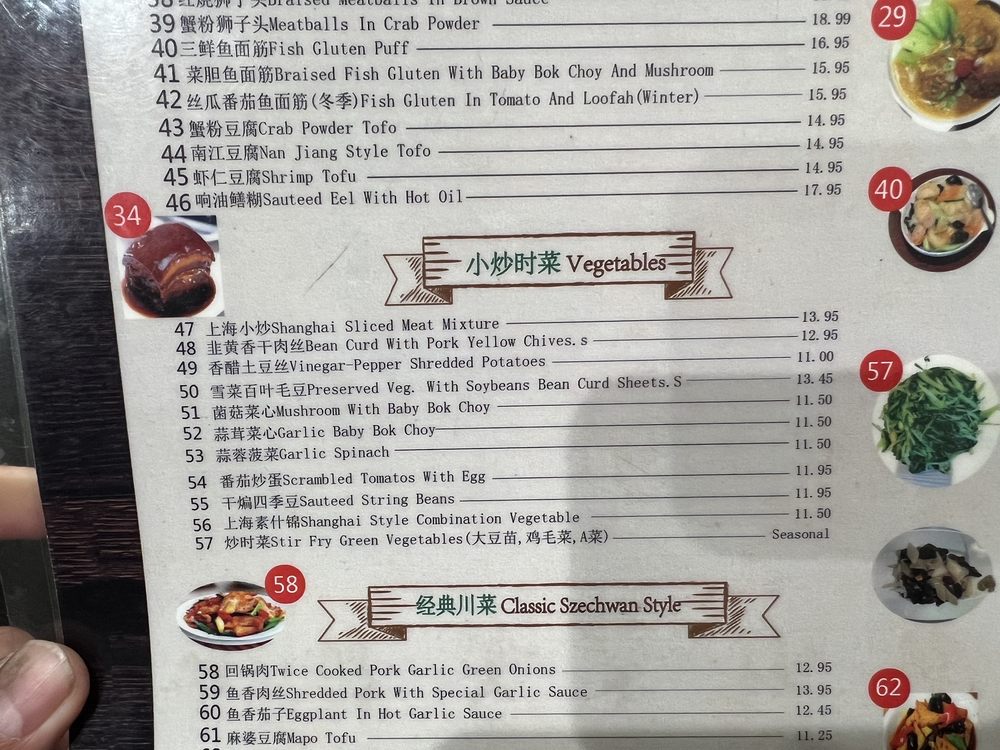 38 红烧狮子头Braised Meatballs In Brown Sauce
39 蟹粉狮子头Meatballs In Crab Powder 18.99
40 三鲜鱼面筋Fish Gluten Puff 16.95
41 菜胆鱼面筋Braised Fish Gluten With Baby Bok Choy And Mushroom 15.95
42 丝瓜番茄鱼面筋(冬季)Fish Gluten In Tomato And Loofah(Winter) 15.95
43 蟹粉豆腐Crab Powder Tofo 14.95
44 南江豆腐Nan Jiang Style Tofo 14.95
45 虾仁豆腐Shrimp Tofu 14.95
46 响油鳝糊Sauteed Eel With Hot Oil 17.95
29
40
34
小炒时菜 Vegetables
47 上海小炒Shanghai Sliced Meat Mixture 13.95
48 韭黄香干肉丝Bean Curd With Pork Yellow Chives.s 12.95
49 香醋土豆丝Vinegar-Pepper Shredded Potatoes 11.00
50 雪菜百叶毛豆Preserved Veg. With Soybeans Bean Curd Sheets.S 13.45
51 菌菇菜心Mushroom With Baby Bok Choy 11.50
52 蒜茸菜心Garlic Baby Bok Choy 11.50
53 蒜蓉菠菜Garlic Spinach 11.50
54 番茄炒蛋Scrambled Tomatos With Egg 11.95
55 干煸四季豆Sauteed String Beans 11.95
56 上海素什锦Shanghai Style Combination Vegetable 11.50
57 炒时菜Stir Fry Green Vegetables(大豆苗,鸡毛菜,A菜) Seasonal
57
58
经典川菜 Classic Szechwan Style
58 回锅肉Twice Cooked Pork Garlic Green Onions 12.95
59 鱼香肉丝Shredded Pork With Special Garlic Sauce 13.95
60 鱼香茄子Eggplant In Hot Garlic Sauce 12.45
61 麻婆豆腐Mapo Tofu 11.25
62